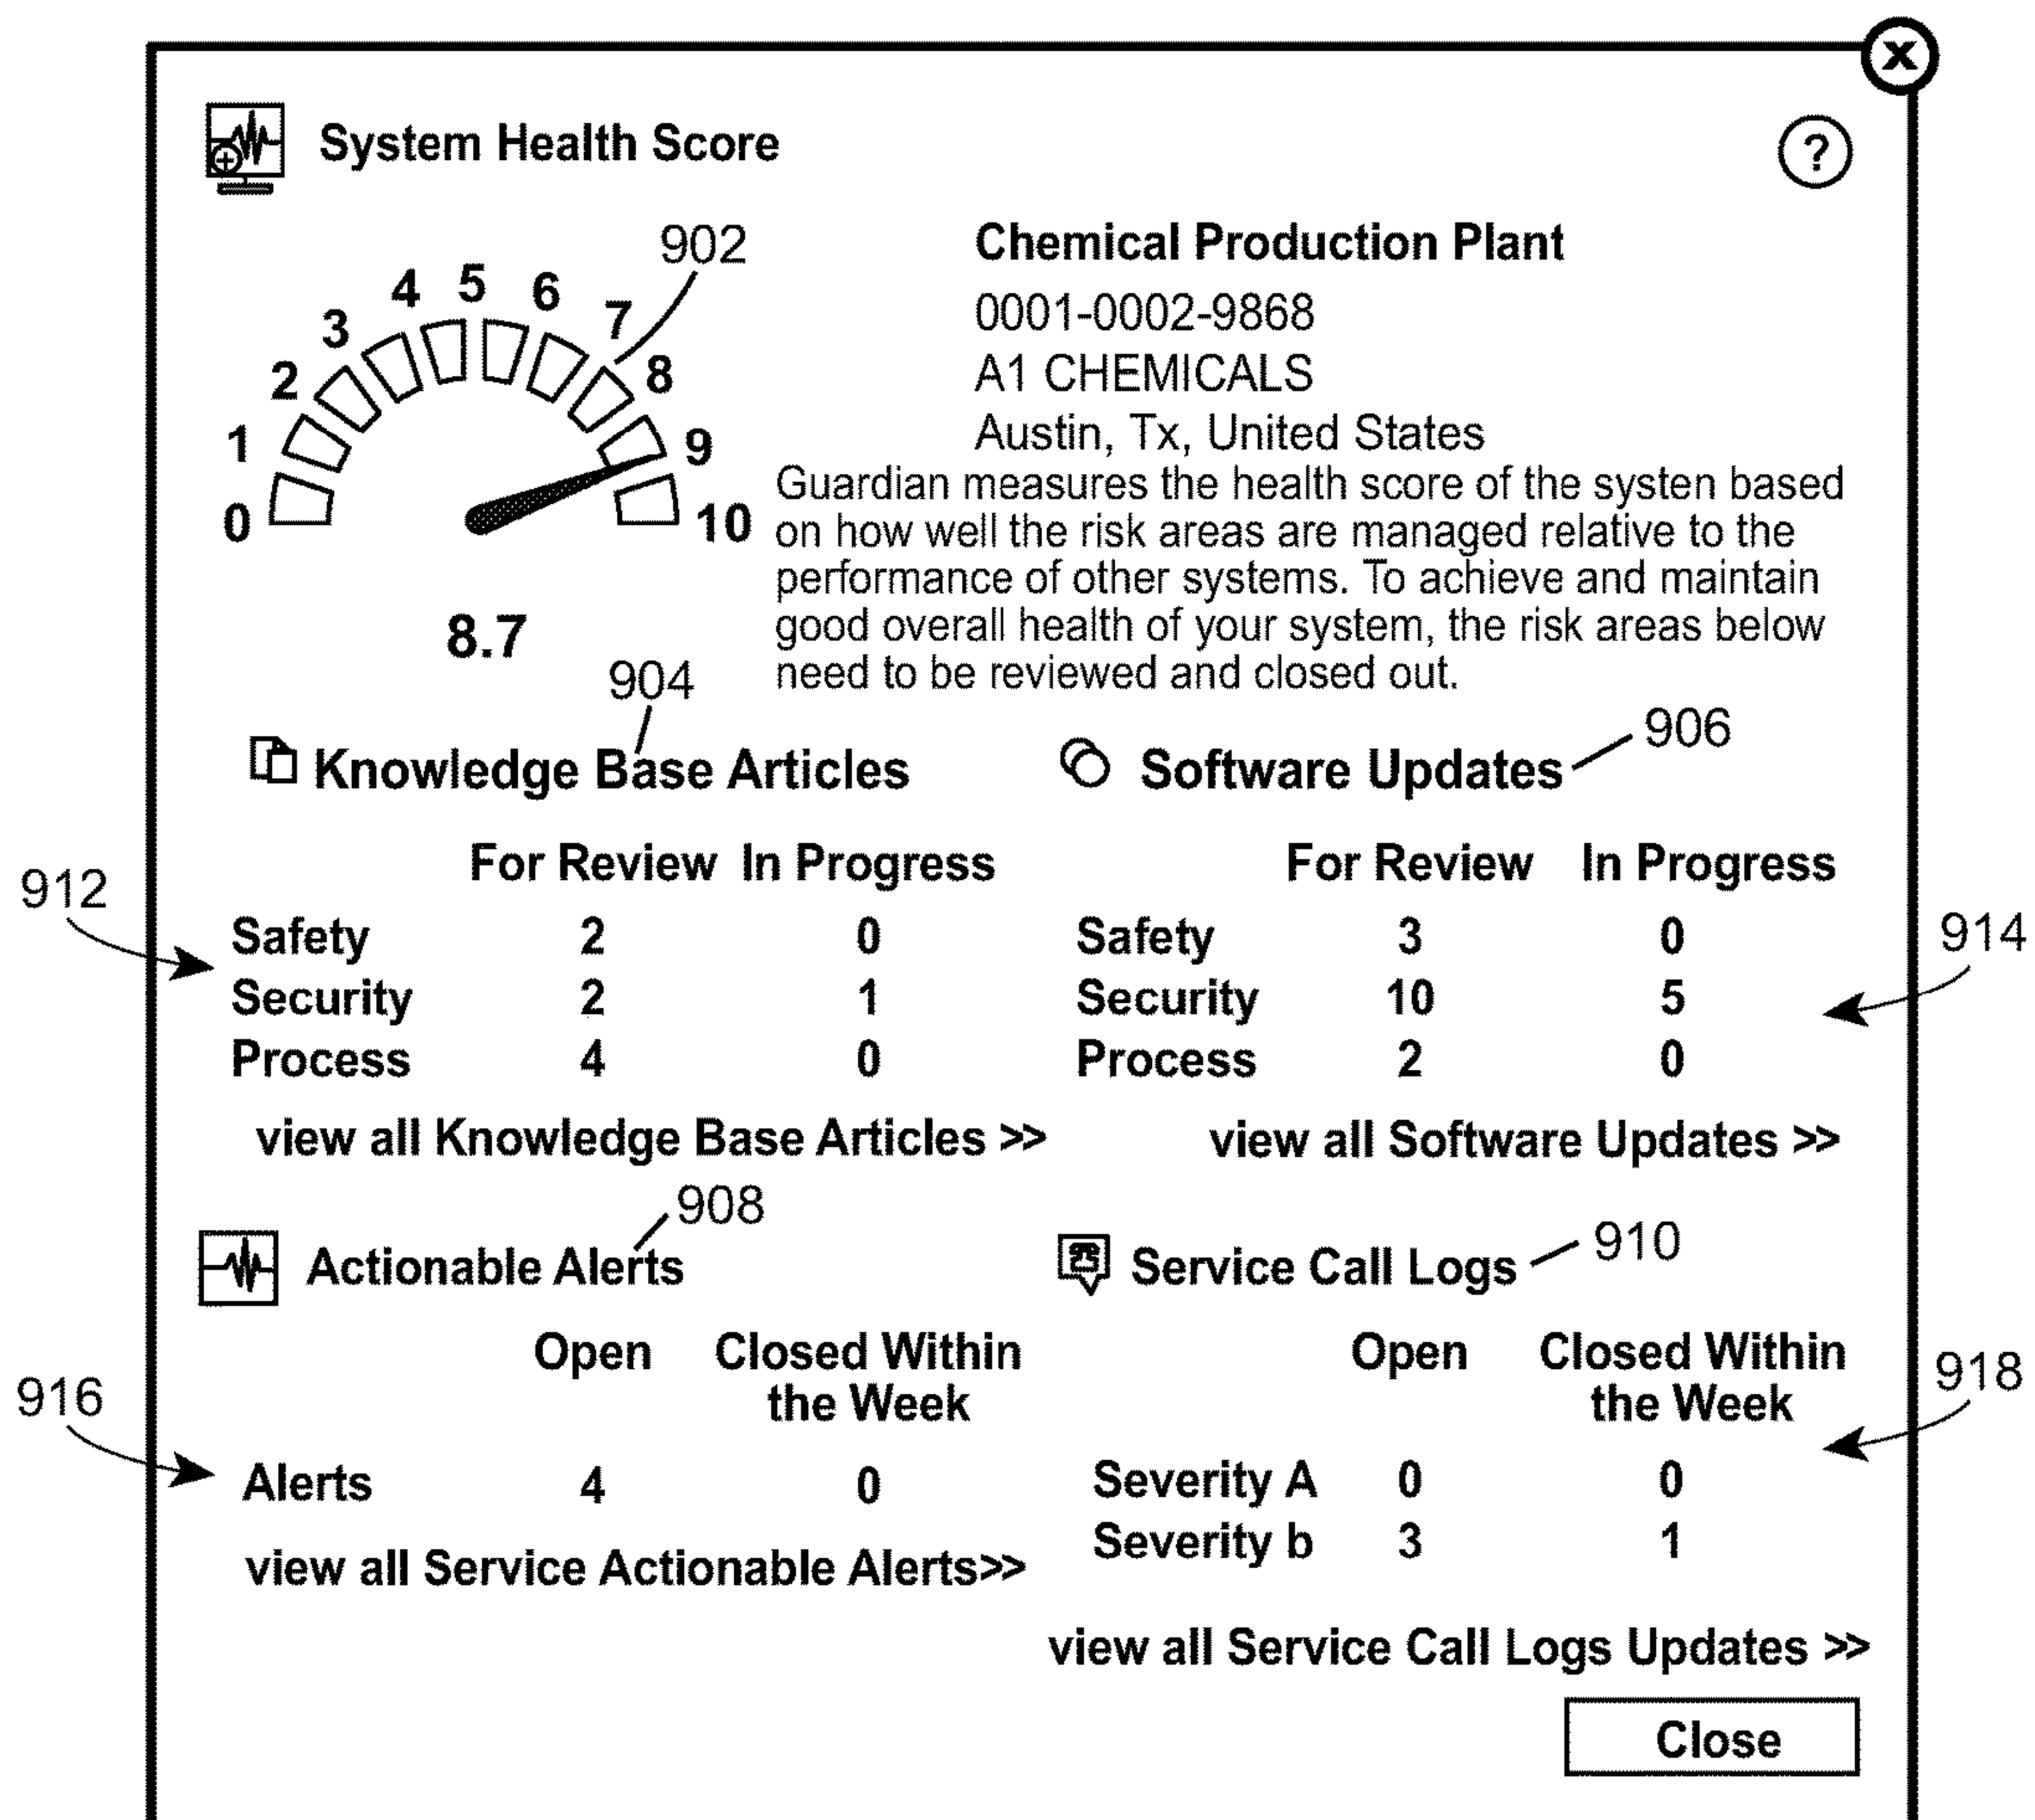 X
System Health Score
?
902
0 1 2 3 4 5 6 7 8 9 10
8.7
Chemical Production Plant
0001-0002-9868
A1 CHEMICALS
Austin, Tx, United States
Guardian measures the health score of the systen based
on how well the risk areas are managed relative to the
performance of other systems. To achieve and maintain
good overall health of your system, the risk areas below
need to be reviewed and closed out.
904
Knowledge Base Articles
For Review In Progress
912
Safety 2 0
Security 2 1
Process 4 0
view all Knowledge Base Articles >>
906
Software Updates
For Review In Progress
914
Safety 3 0
Security 10 5
Process 2 0
view all Software Updates >>
908
Actionable Alerts
Open Closed Within
the Week
916
Alerts 4 0
view all Service Actionable Alerts>>
910
Service Call Logs
Open Closed Within
the Week
918
Severity A 0 0
Severity b 3 1
view all Service Call Logs Updates >>
Close